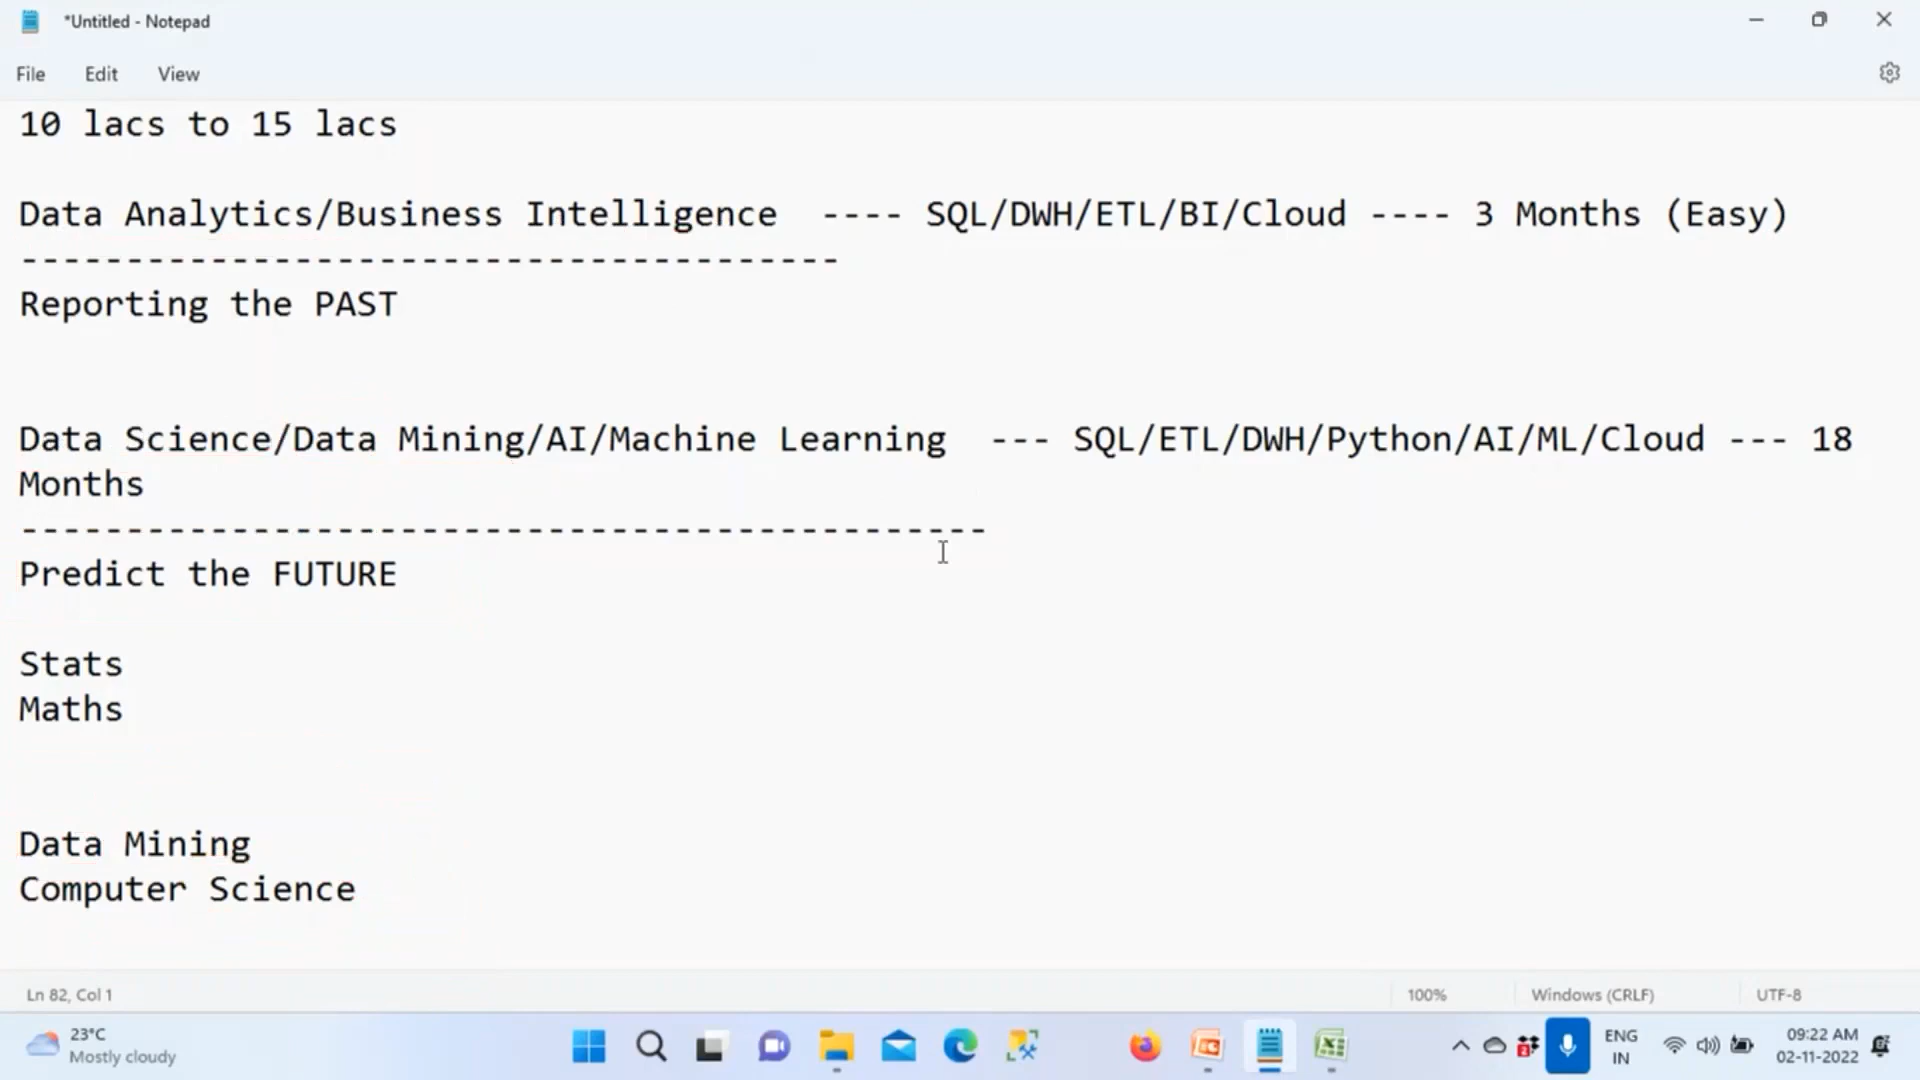 *Untitled - Notepad
File Edit View
10 lacs to 15 lacs
Data Analytics/Business Intelligence ---- SQL/DWH/ETL/BI/Cloud ---- 3 Months (Easy)
---------------------------------------
Reporting the PAST
Data Science/Data Mining/AI/Machine Learning --- SQL/ETL/DWH/Python/AI/ML/Cloud --- 18
Months
----------------------------------------------
Predict the FUTURE
Stats
Maths
Data Mining
Computer Science
Ln 82, Col 1 100% Windows (CRLF) UTF-8
23°C
Mostly cloudy
ENG
IN
09:22 AM
02-11-2022